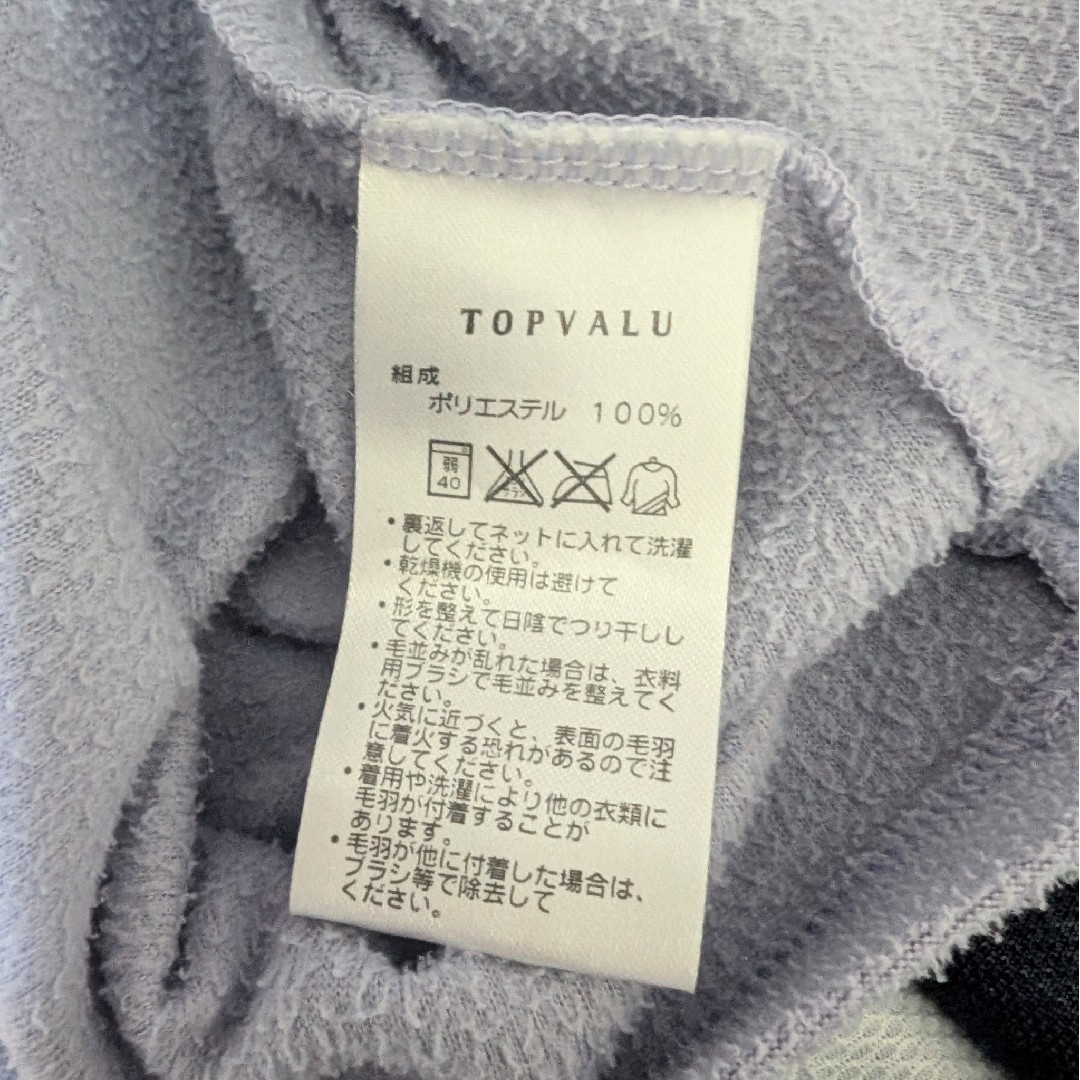 TOPVALU
組成
ポリエステル 100%
弱
40
・裏返してネットに入れて洗濯
してください。
・乾燥機の使用は避けて
ください。
・形を整えて日陰でつり干しし
てください。
・毛並みが乱れた場合は、衣料
用ブラシで毛並みを整えてく
ださい。
・火気に近づくと、表面の毛羽
に着火する恐れがあるので注
意してください。
・着用や洗濯により他の衣類に
毛羽が付着することが
あります。
・毛羽が他に付着した場合は、
ブラシ等で除去して
ください。